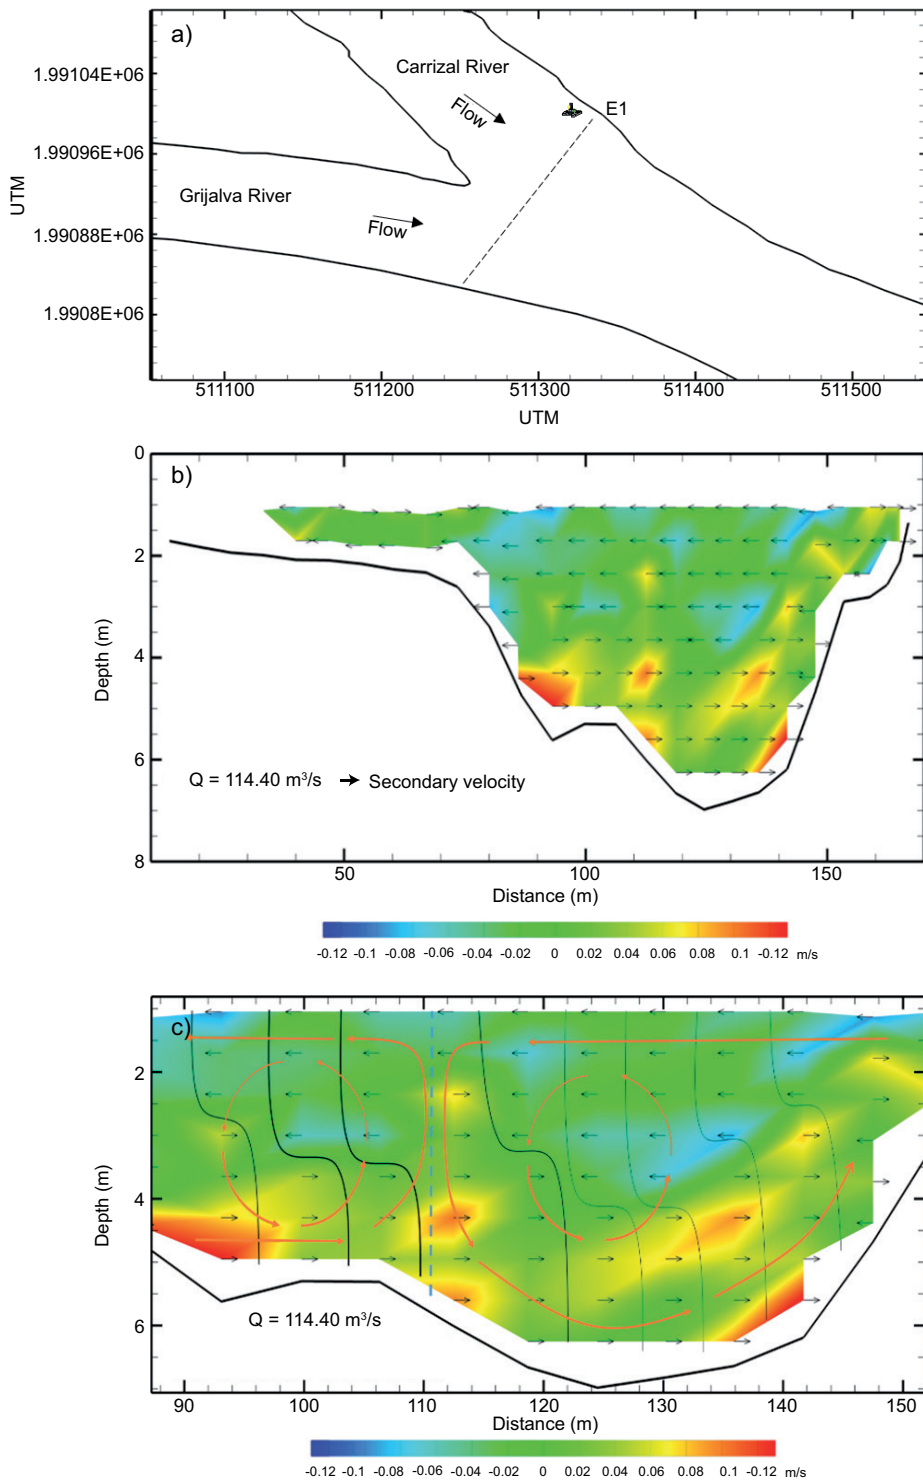 a)
Carrizal River
Flow
E1
Grijalva River
Flow
UTM
1.99104E+06
1.99096E+06
1.99088E+06
1.9908E+06
511100 511200 511300 511400 511500
UTM
b)
Depth (m)
0
2
4
6
8
Q = 114.40 m³/s Secondary velocity
50 100 150
Distance (m)
-0.12 -0.1 -0.08 -0.06 -0.04 -0.02 0 0.02 0.04 0.06 0.08 0.1 -0.12 m/s
c)
Depth (m)
2
4
6
Q = 114.40 m³/s
90 100 110 120 130 140 150
Distance (m)
-0.12 -0.1 -0.08 -0.06 -0.04 -0.02 0 0.02 0.04 0.06 0.08 0.1 -0.12 m/s